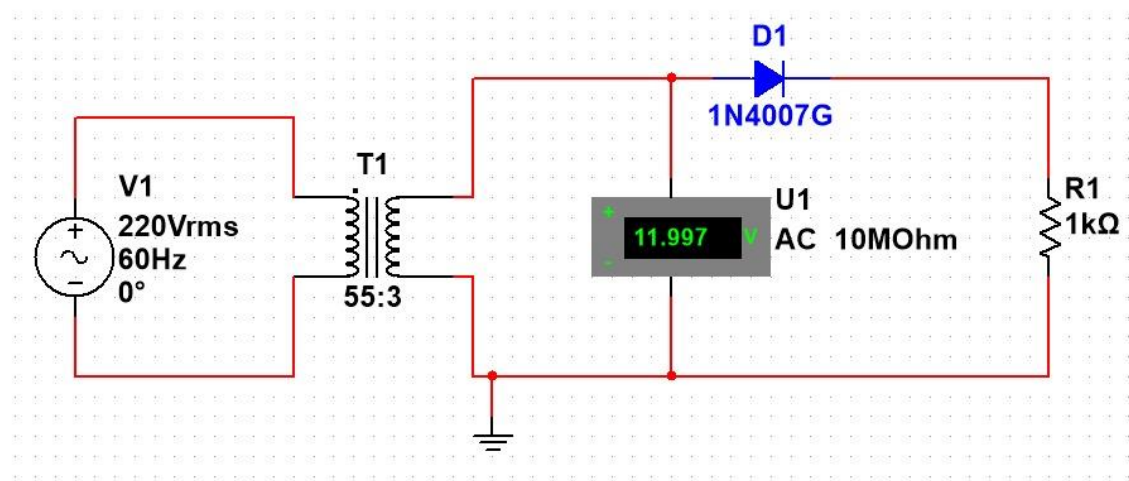 V1
220Vrms
60Hz
0°
T1
55:3
D1
1N4007G
U1
11.997 V
AC 10MOhm
R1
1kΩ